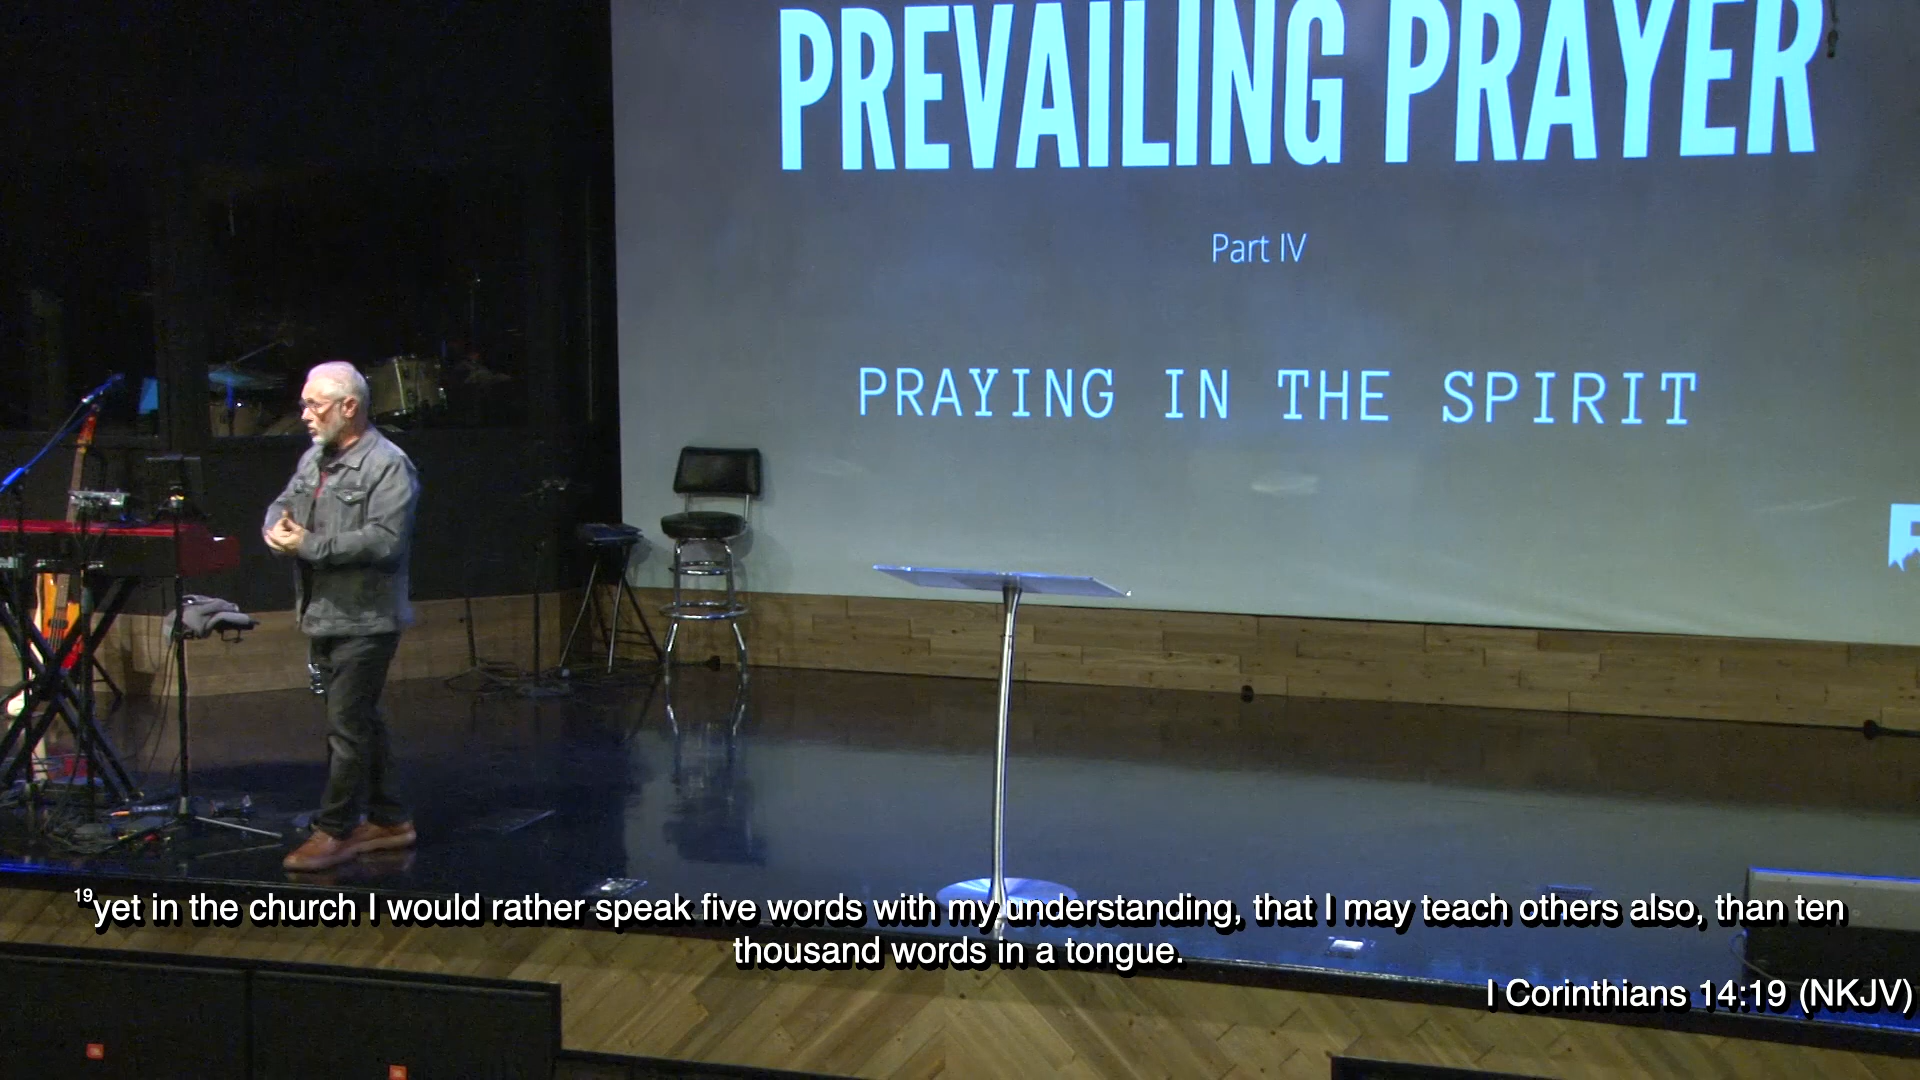 PREVAILING PRAYER
Part IV
PRAYING IN THE SPIRIT
19yet in the church I would rather speak five words with my understanding, that I may teach others also, than ten
thousand words in a tongue.
I Corinthians 14:19 (NKJV)